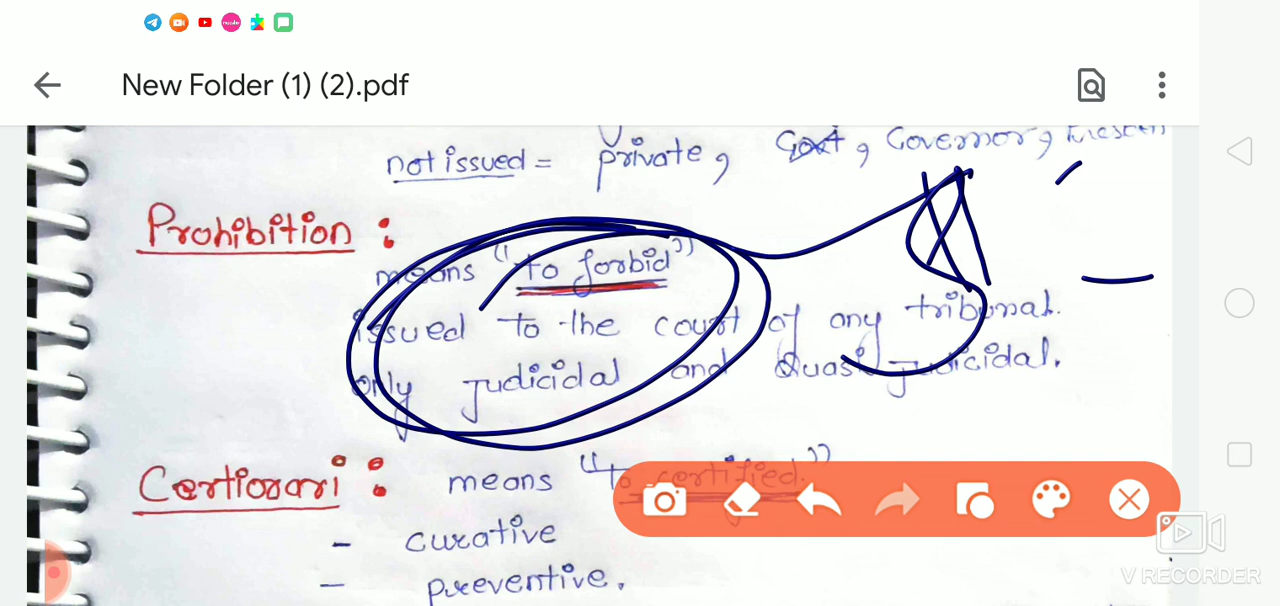 New Folder (1) (2).pdf
not issued = private, Govt, Governor,
Prohibition :
means "to forbid"
issued to the court of any tribunal.
only judicidal and Quasi judicidal.
Certiorari : means "to certified."
- curative
- preventive.
V RECORDER